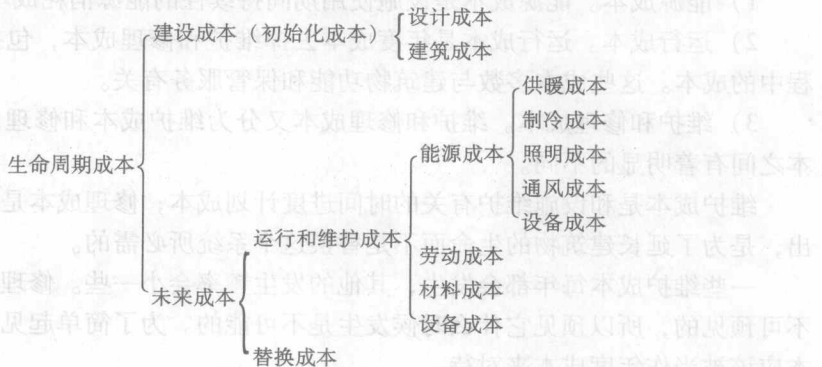 设计成本
建设成本（初始化成本）
建筑成本
供暖成本
制冷成本
能源成本
照明成本
生命周期成本
通风成本
设备成本
运行和维护成本
劳动成本
未来成本
材料成本
设备成本
替换成本